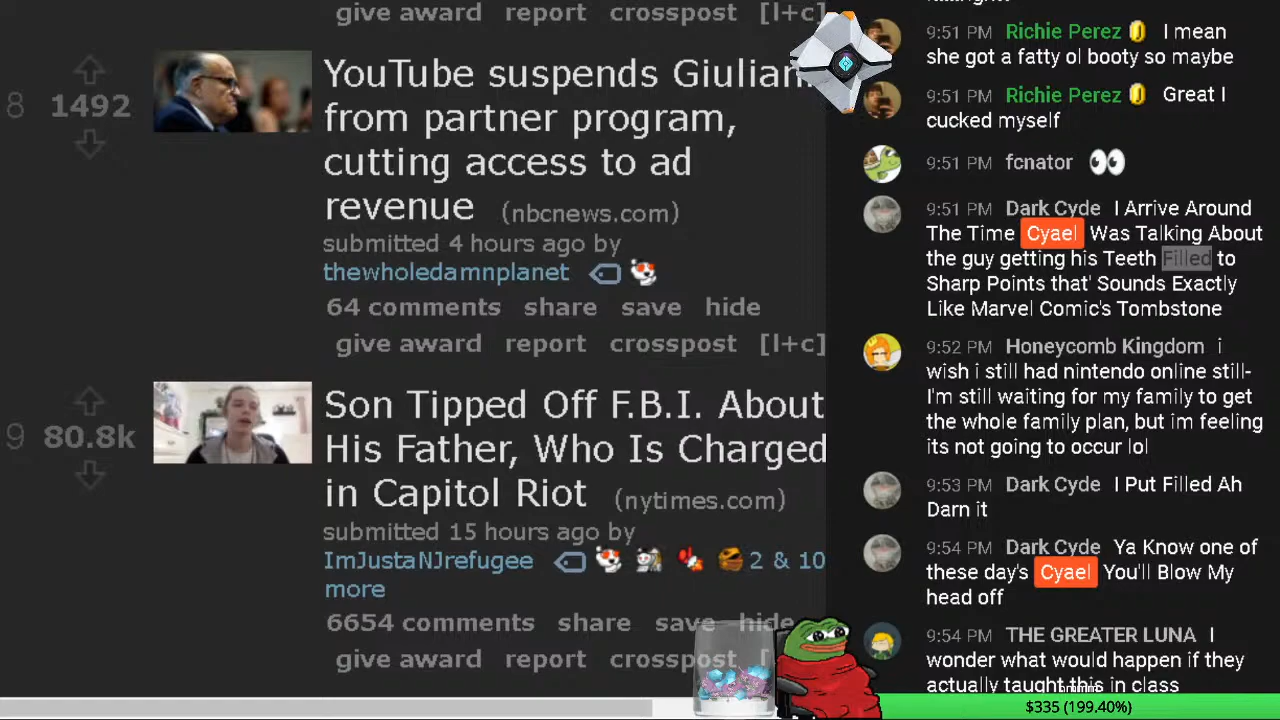 give award report crosspost [l+c]
8
1492
YouTube suspends Giulian
from partner program,
cutting access to ad
revenue (nbcnews.com)
submitted 4 hours ago by
thewholedamnplanet
64 comments share save hide
give award report crosspost [l+c]
9
80.8k
Son Tipped Off F.B.I. About
His Father, Who Is Charged
in Capitol Riot (nytimes.com)
submitted 15 hours ago by
ImJustaNJrefugee 2 & 10
more
6654 comments share save hide
give award report crosspost [
9:51 PM Richie Perez I mean
she got a fatty ol booty so maybe
9:51 PM Richie Perez Great I
cucked myself
9:51 PM fcnator
9:51 PM Dark Cyde I Arrive Around
The Time Cyael Was Talking About
the guy getting his Teeth Filled to
Sharp Points that' Sounds Exactly
Like Marvel Comic's Tombstone
9:52 PM Honeycomb Kingdom i
wish i still had nintendo online still-
I'm still waiting for my family to get
the whole family plan, but im feeling
its not going to occur lol
9:53 PM Dark Cyde I Put Filled Ah
Darn it
9:54 PM Dark Cyde Ya Know one of
these day's Cyael You'll Blow My
head off
9:54 PM THE GREATER LUNA I
wonder what would happen if they
actually taught this in class
$335 (199.40%)